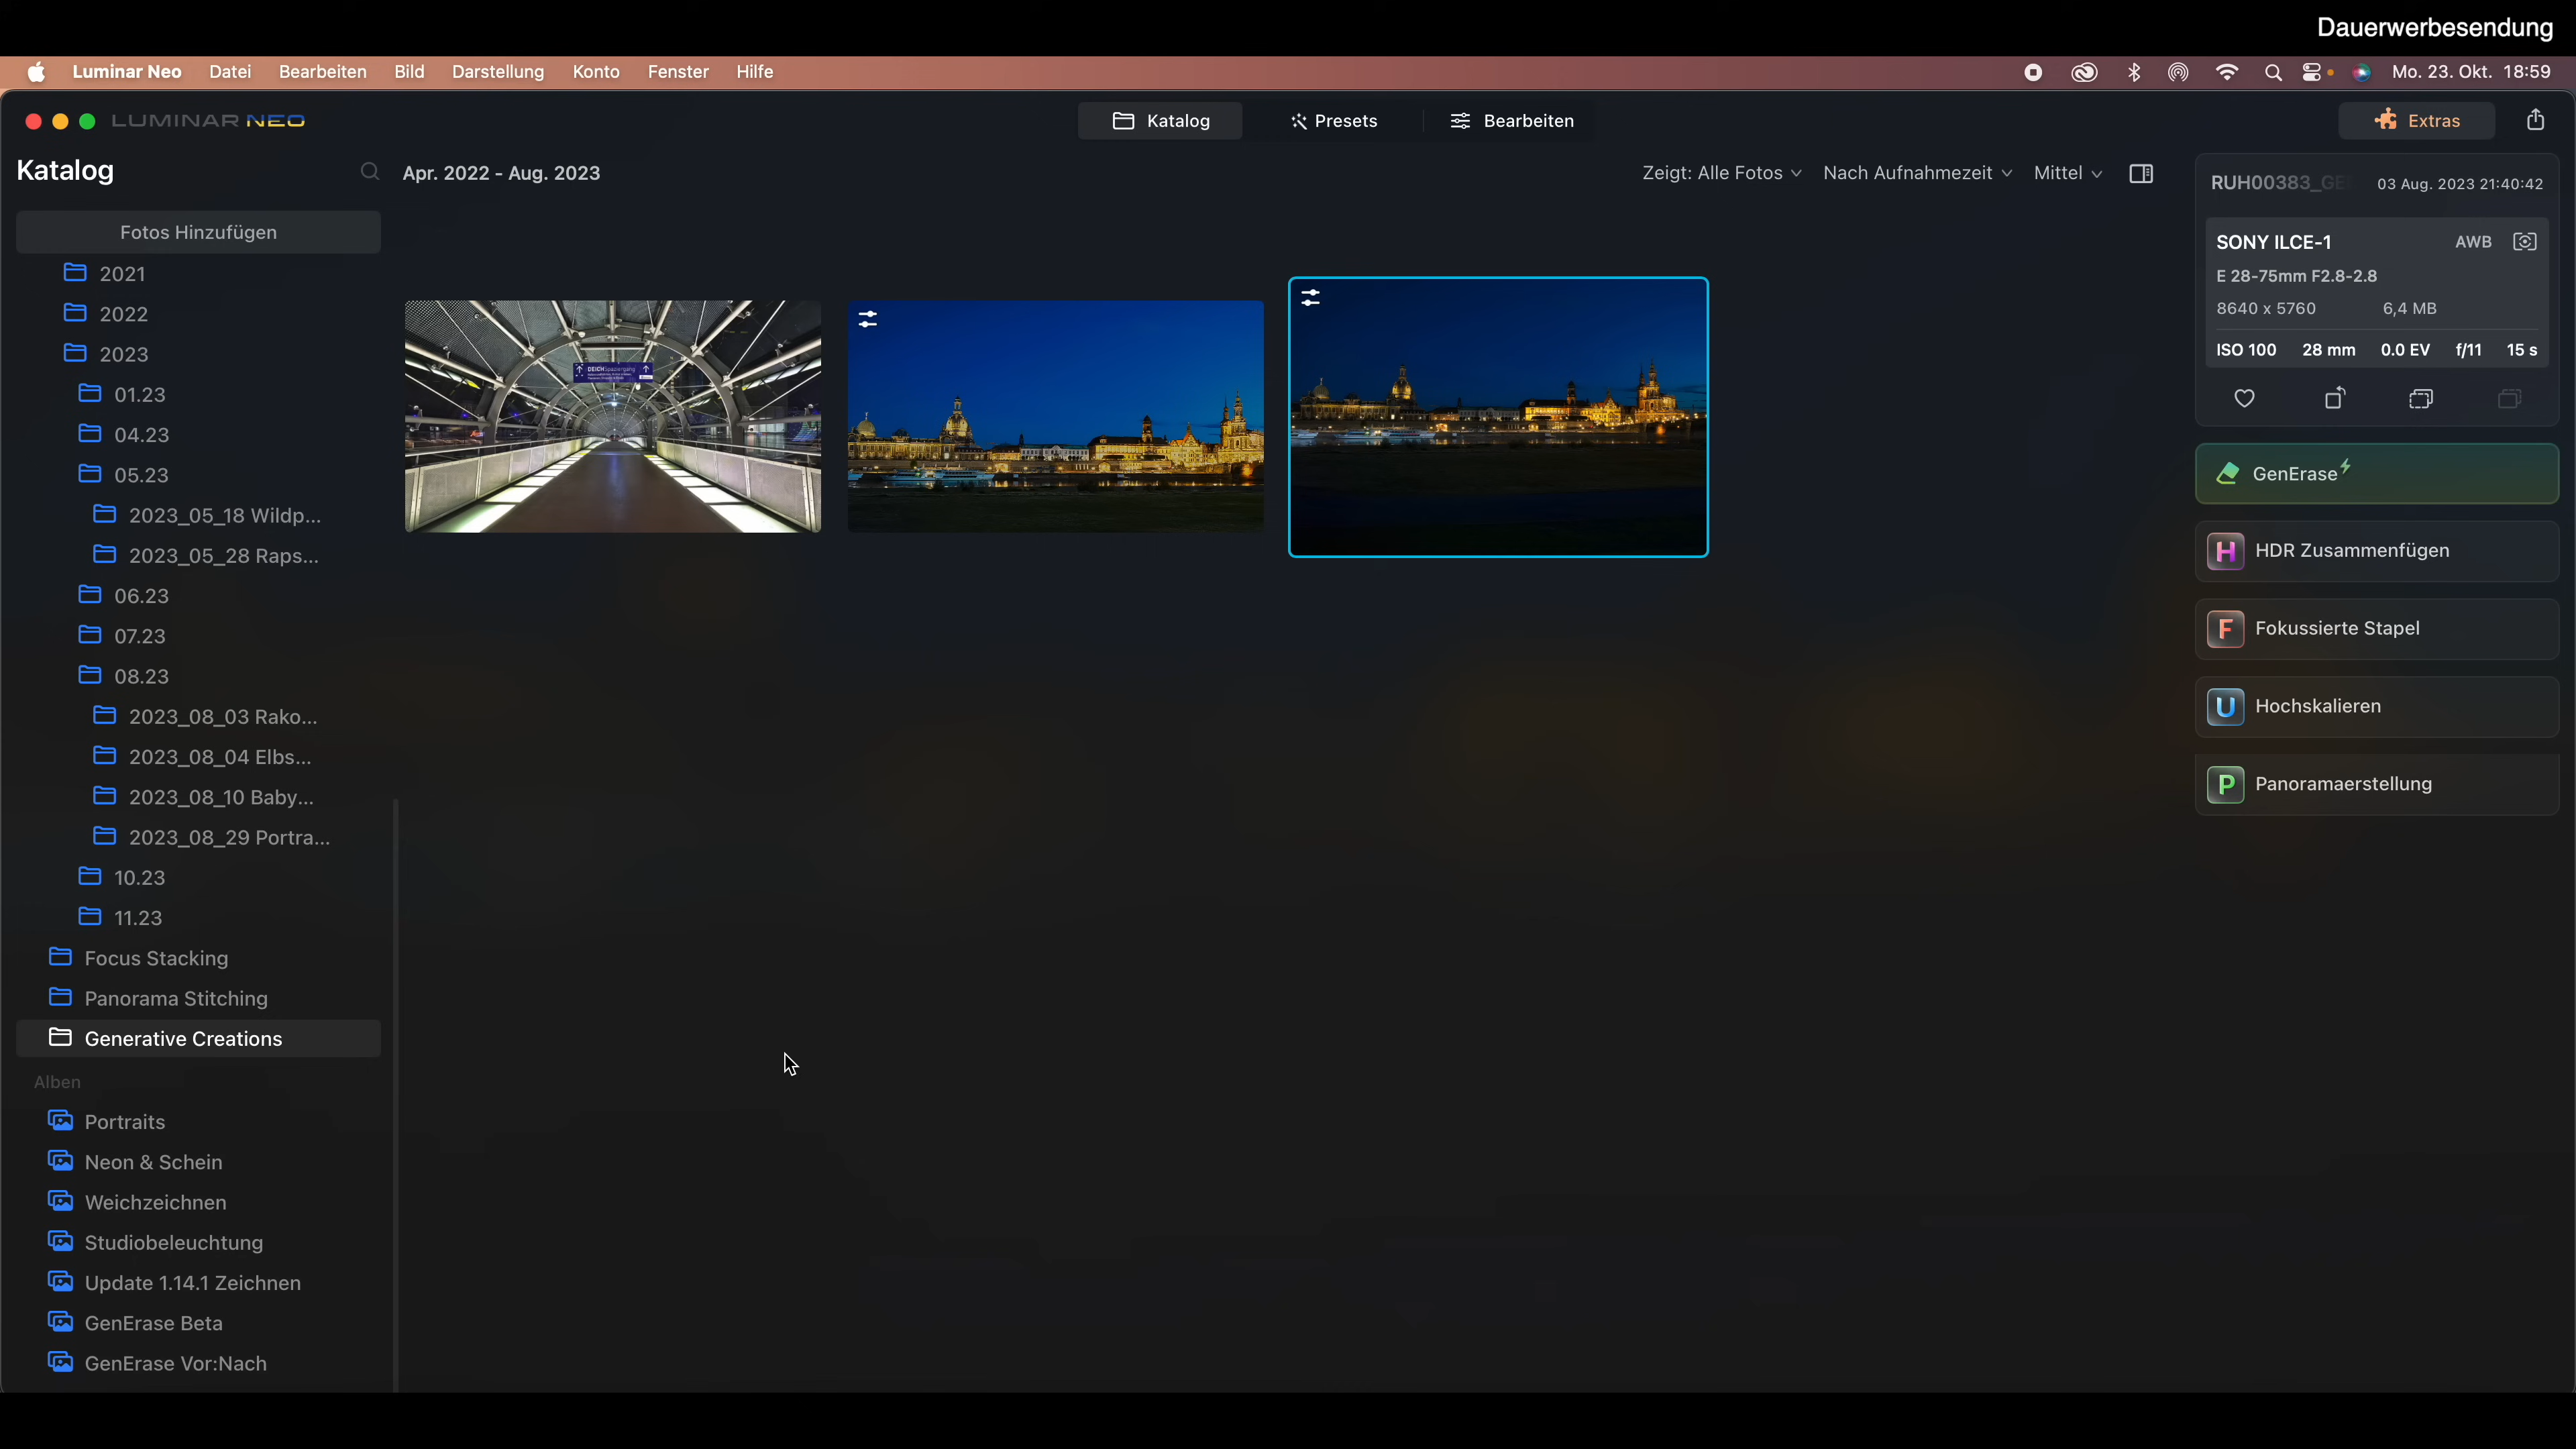 Dauerwerbesendung
Luminar Neo Datei Bearbeiten Bild Darstellung Konto Fenster Hilfe Mo. 23. Okt. 18:59
LUMINAR NEO Katalog Presets Bearbeiten Extras
Katalog Apr. 2022 - Aug. 2023 Zeigt: Alle Fotos Nach Aufnahmezeit Mittel
Fotos Hinzufügen
2021
2022
2023
01.23
04.23
05.23
2023_05_18 Wildp...
2023_05_28 Raps...
06.23
07.23
08.23
2023_08_03 Rako...
2023_08_04 Elbs...
2023_08_10 Baby...
2023_08_29 Portra...
10.23
11.23
Focus Stacking
Panorama Stitching
Generative Creations
Alben
Portraits
Neon & Schein
Weichzeichnen
Studiobeleuchtung
Update 1.14.1 Zeichnen
GenErase Beta
GenErase Vor:Nach
DEICHSpaziergang
RUH00383_GE 03 Aug. 2023 21:40:42
SONY ILCE-1 AWB
E 28-75mm F2.8-2.8
8640 x 5760 6,4 MB
ISO 100 28 mm 0.0 EV f/11 15 s
GenErase
H HDR Zusammenfügen
F Fokussierte Stapel
U Hochskalieren
P Panoramaerstellung